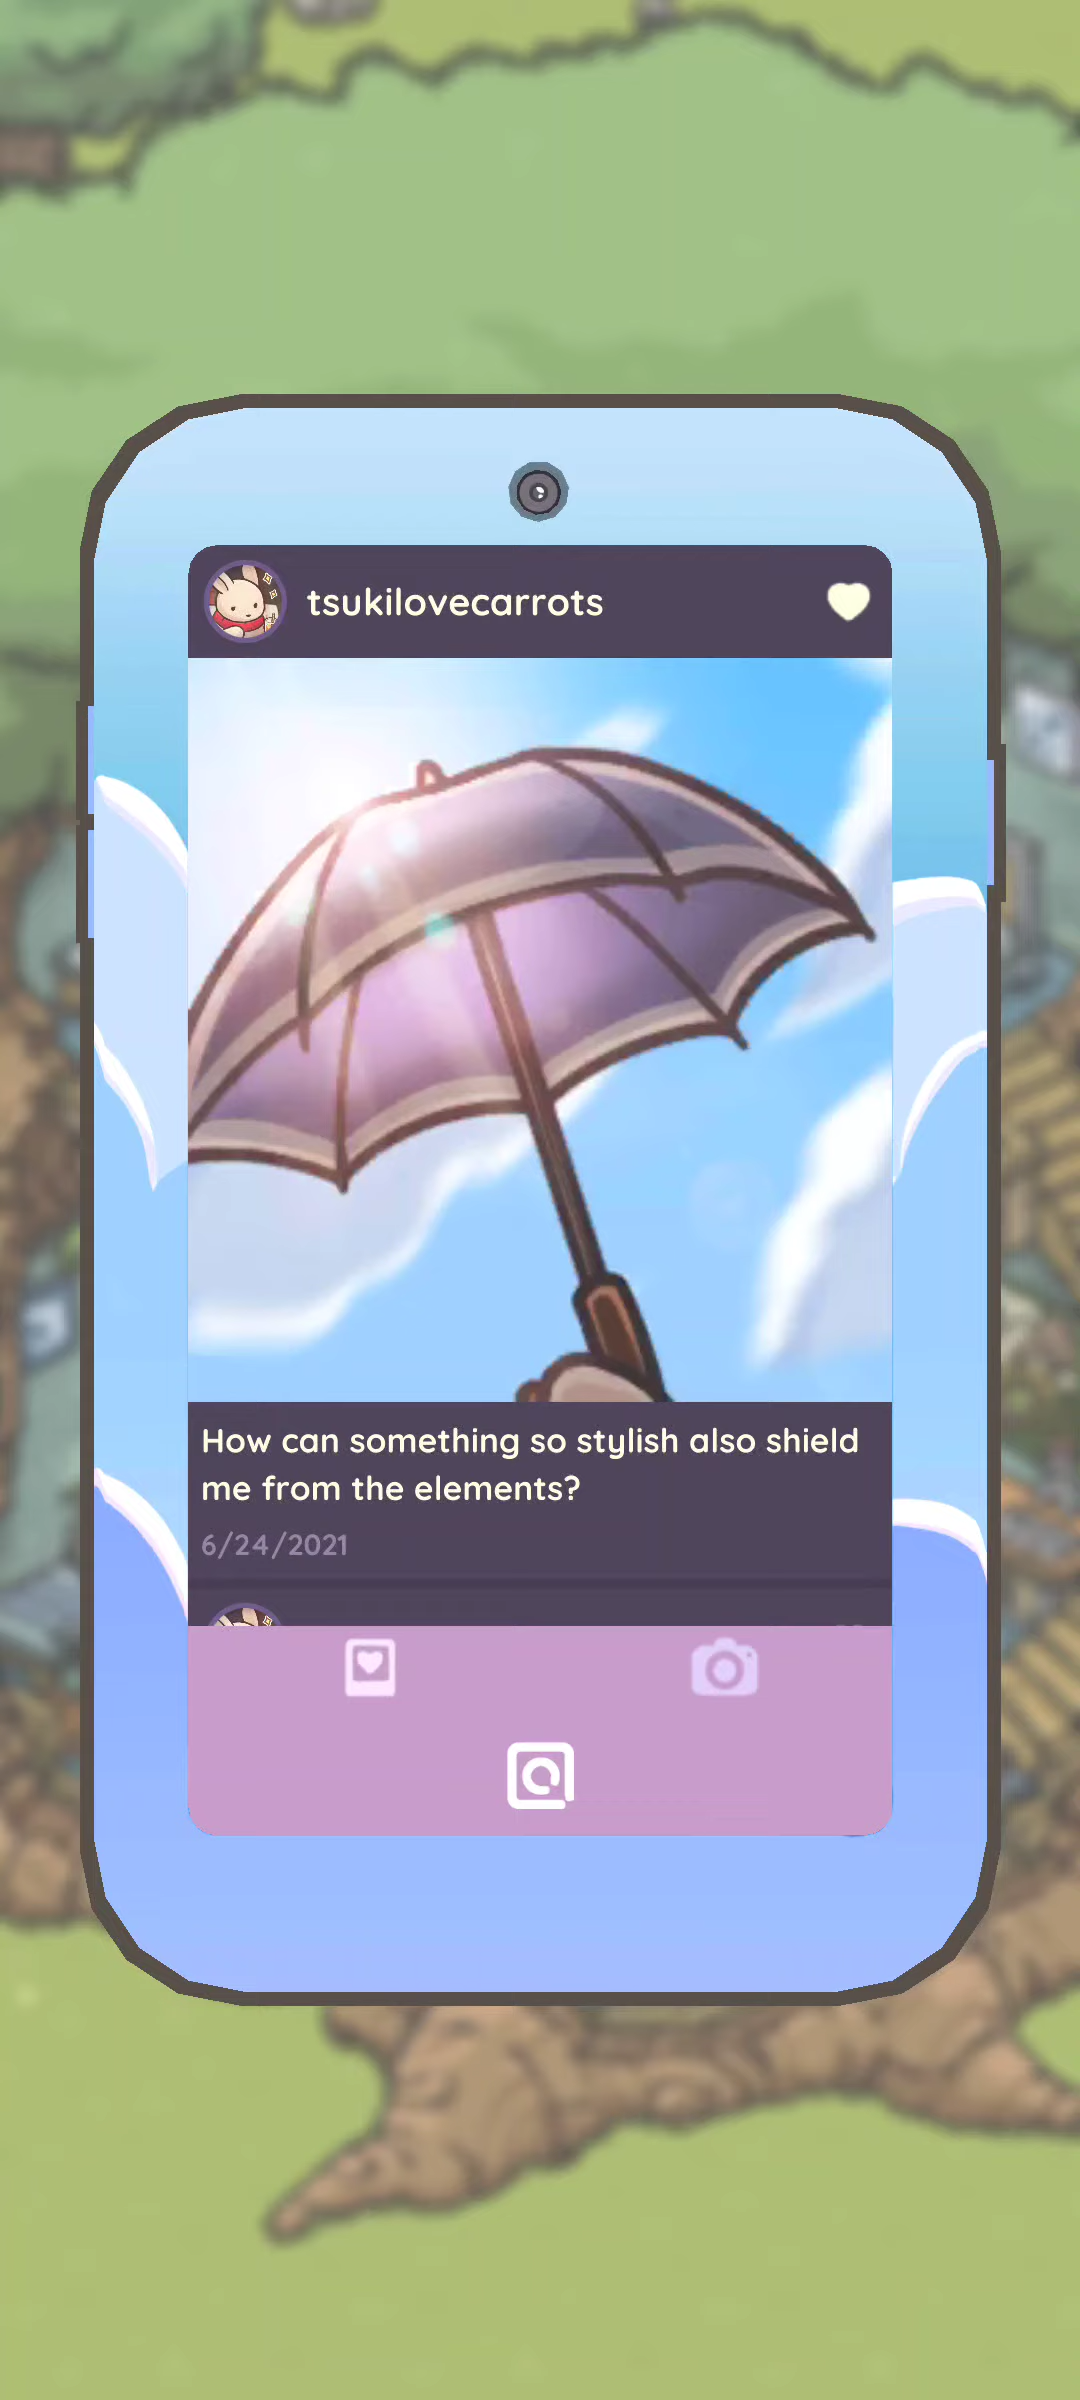 tsukilovecarrots
How can something so stylish also shield
me from the elements?
6/24/2021